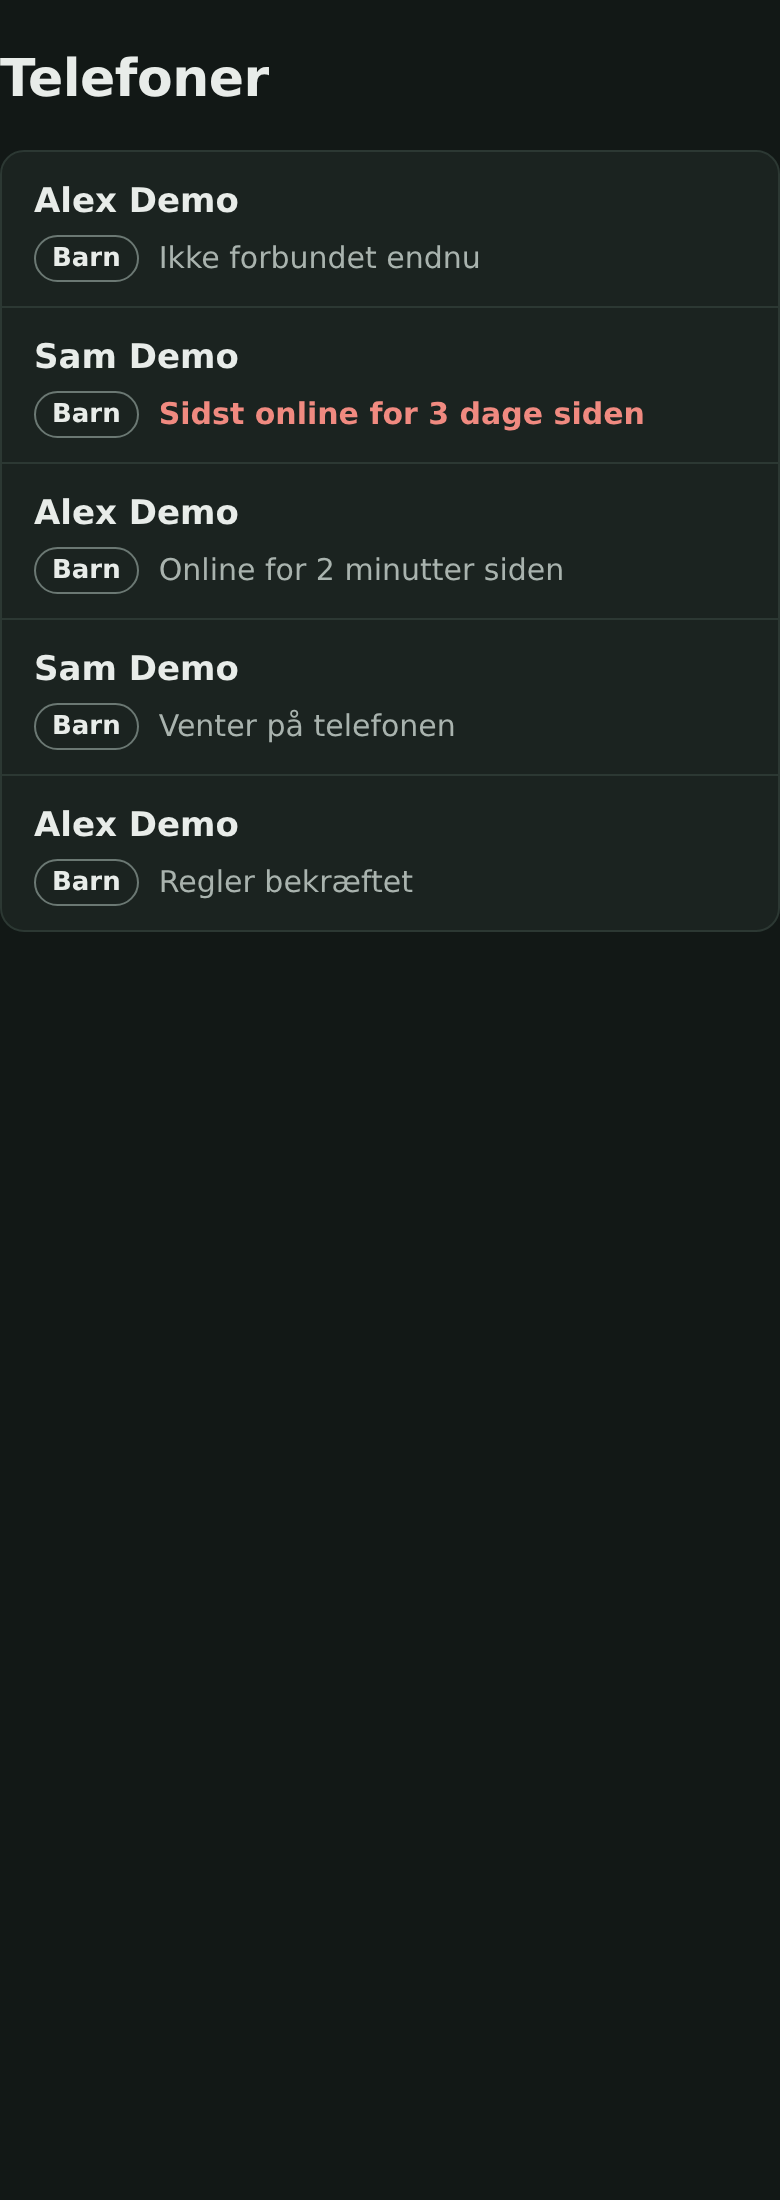 Telefoner
Alex Demo
Barn Ikke forbundet endnu
Sam Demo
Barn Sidst online for 3 dage siden
Alex Demo
Barn Online for 2 minutter siden
Sam Demo
Barn Venter på telefonen
Alex Demo
Barn Regler bekræftet